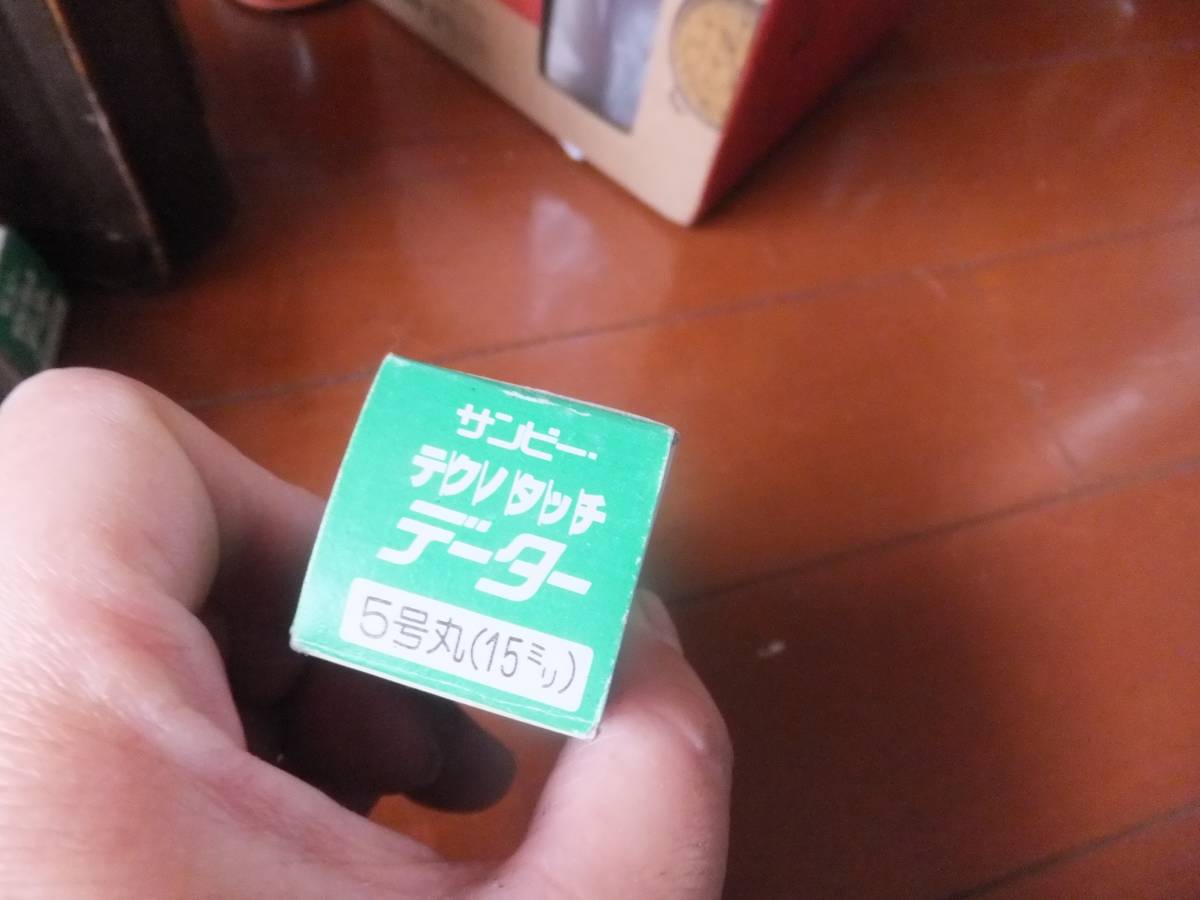 サンビー
テクノタッチ
データー
5号丸(15ミリ)